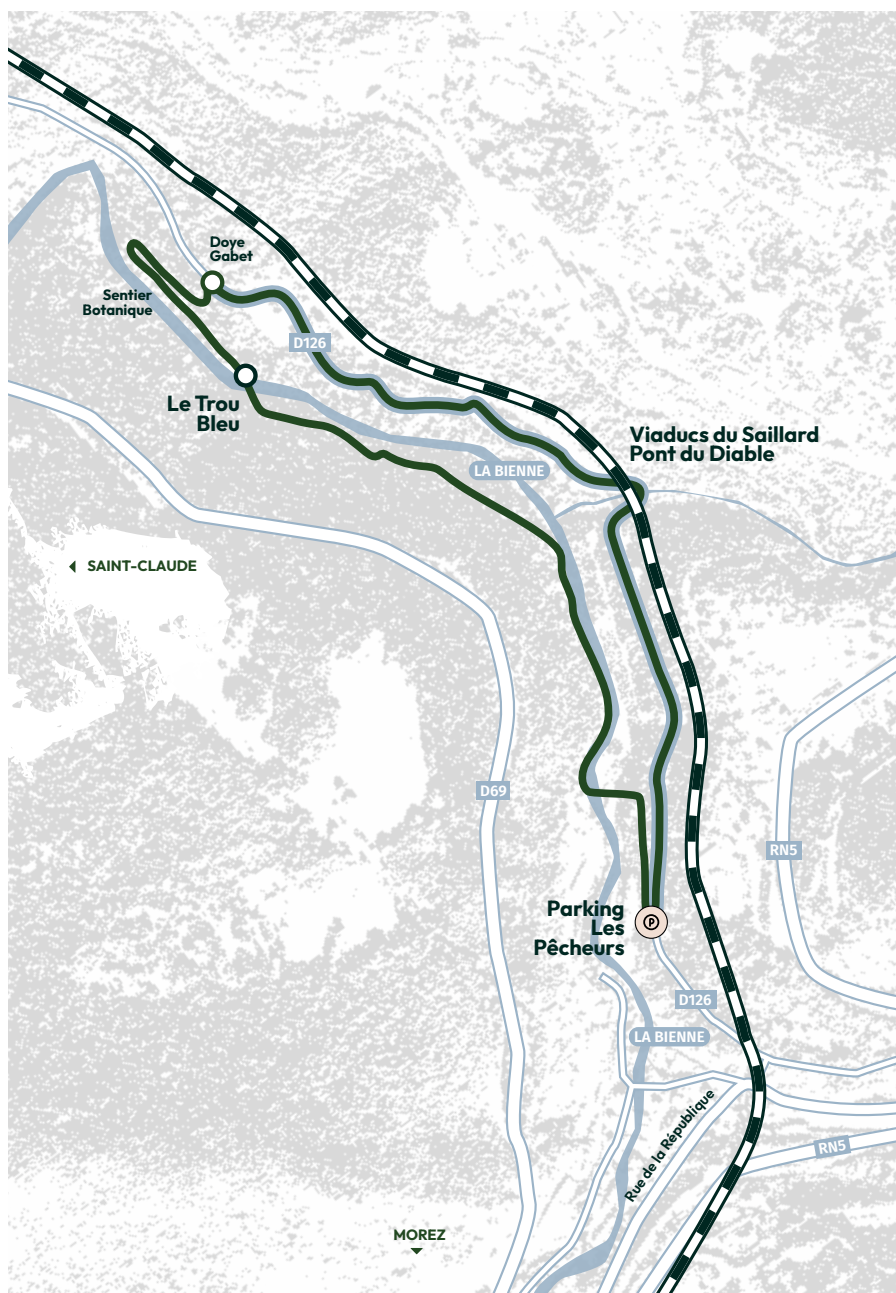 Doye
Gabet
Sentier
Botanique
D126
Le Trou
Bleu
Viaducs du Saillard
Pont du Diable
LA BIENNE
SAINT-CLAUDE
D69
RN5
Parking
Les
Pêcheurs
P
D126
LA BIENNE
Rue de la République
RN5
MOREZ